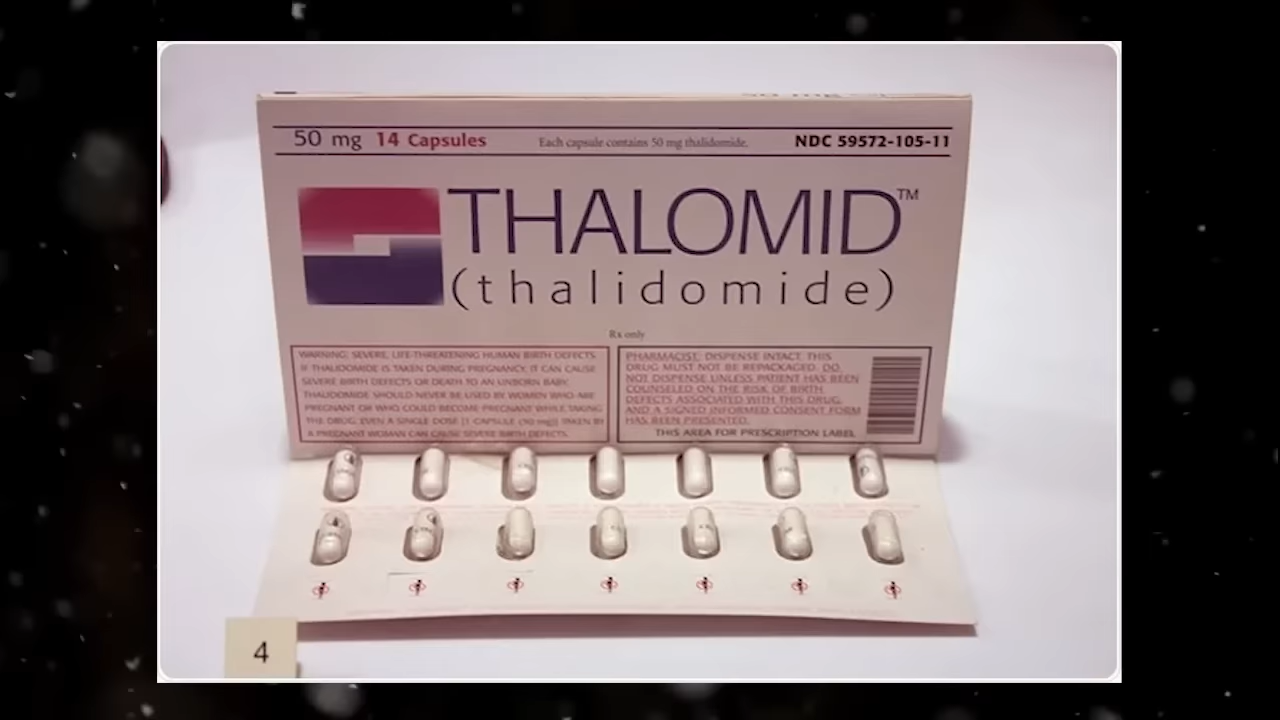 50 mg 14 Capsules Each capsule contains 50 mg thalidomide. NDC 59572-105-11
THALOMID™
(thalidomide)
Rx only
WARNING: SEVERE, LIFE-THREATENING HUMAN BIRTH DEFECTS.
IF THALIDOMIDE IS TAKEN DURING PREGNANCY, IT CAN CAUSE
SEVERE BIRTH DEFECTS OR DEATH TO AN UNBORN BABY.
THALIDOMIDE SHOULD NEVER BE USED BY WOMEN WHO ARE
PREGNANT OR WHO COULD BECOME PREGNANT WHILE TAKING
THE DRUG. EVEN A SINGLE DOSE [1 CAPSULE (50 mg)] TAKEN BY
A PREGNANT WOMAN CAN CAUSE SEVERE BIRTH DEFECTS.
PHARMACIST: DISPENSE INTACT. THIS
DRUG MUST NOT BE REPACKAGED. DO
NOT DISPENSE UNLESS PATIENT HAS BEEN
COUNSELED ON THE RISK OF BIRTH
DEFECTS ASSOCIATED WITH THIS DRUG,
AND A SIGNED INFORMED CONSENT FORM
HAS BEEN PRESENTED.
THIS AREA FOR PRESCRIPTION LABEL
4